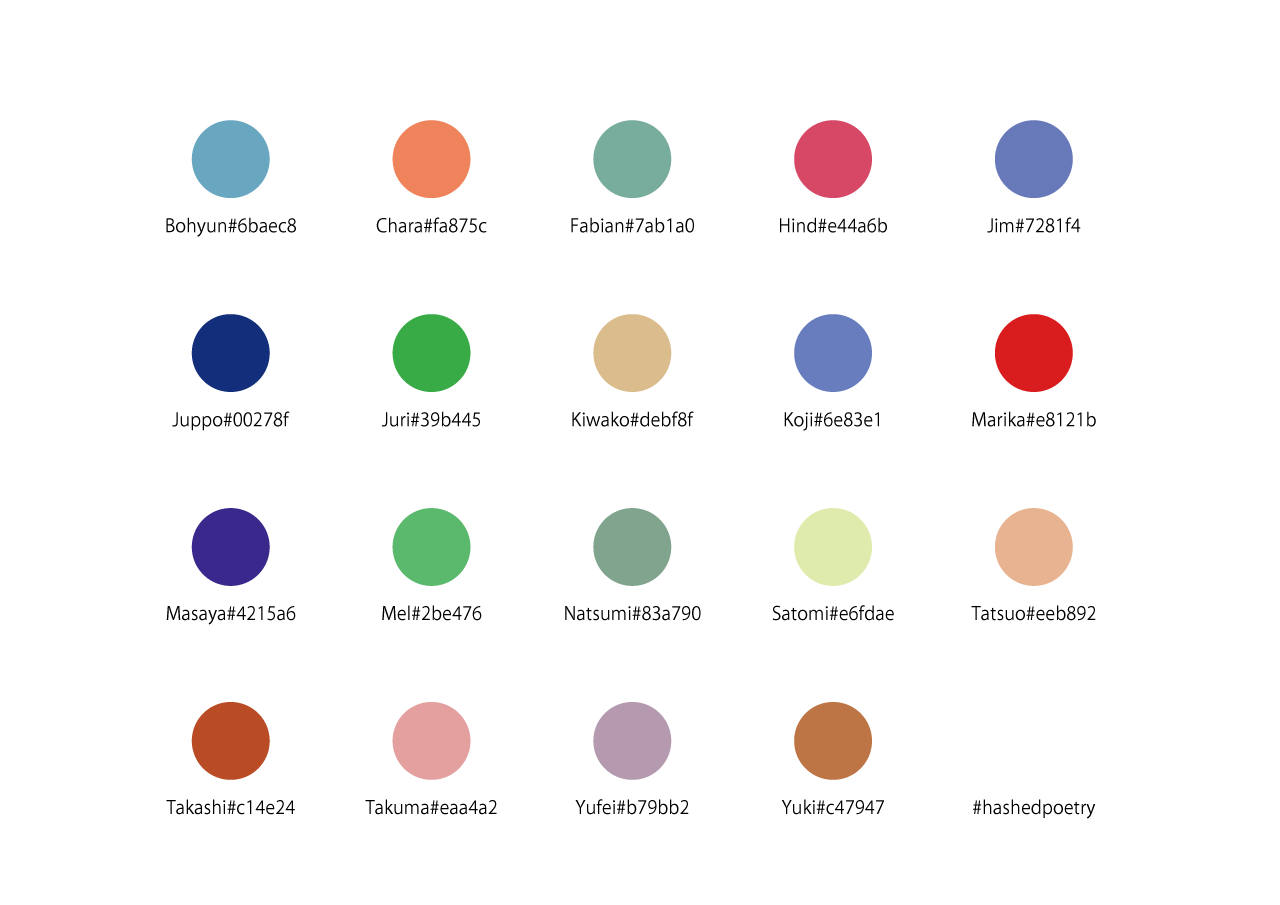 Bohyun#6baec8
Chara#fa875c
Fabian#7ab1a0
Hind#e44a6b
Jim#7281f4
Juppo#00278f
Juri#39b445
Kiwako#debf8f
Koji#6e83e1
Marika#e8121b
Masaya#4215a6
Mel#2be476
Natsumi#83a790
Satomi#e6fdae
Tatsuo#eeb892
Takashi#c14e24
Takuma#eaa4a2
Yufei#b79bb2
Yuki#c47947
#hashedpoetry